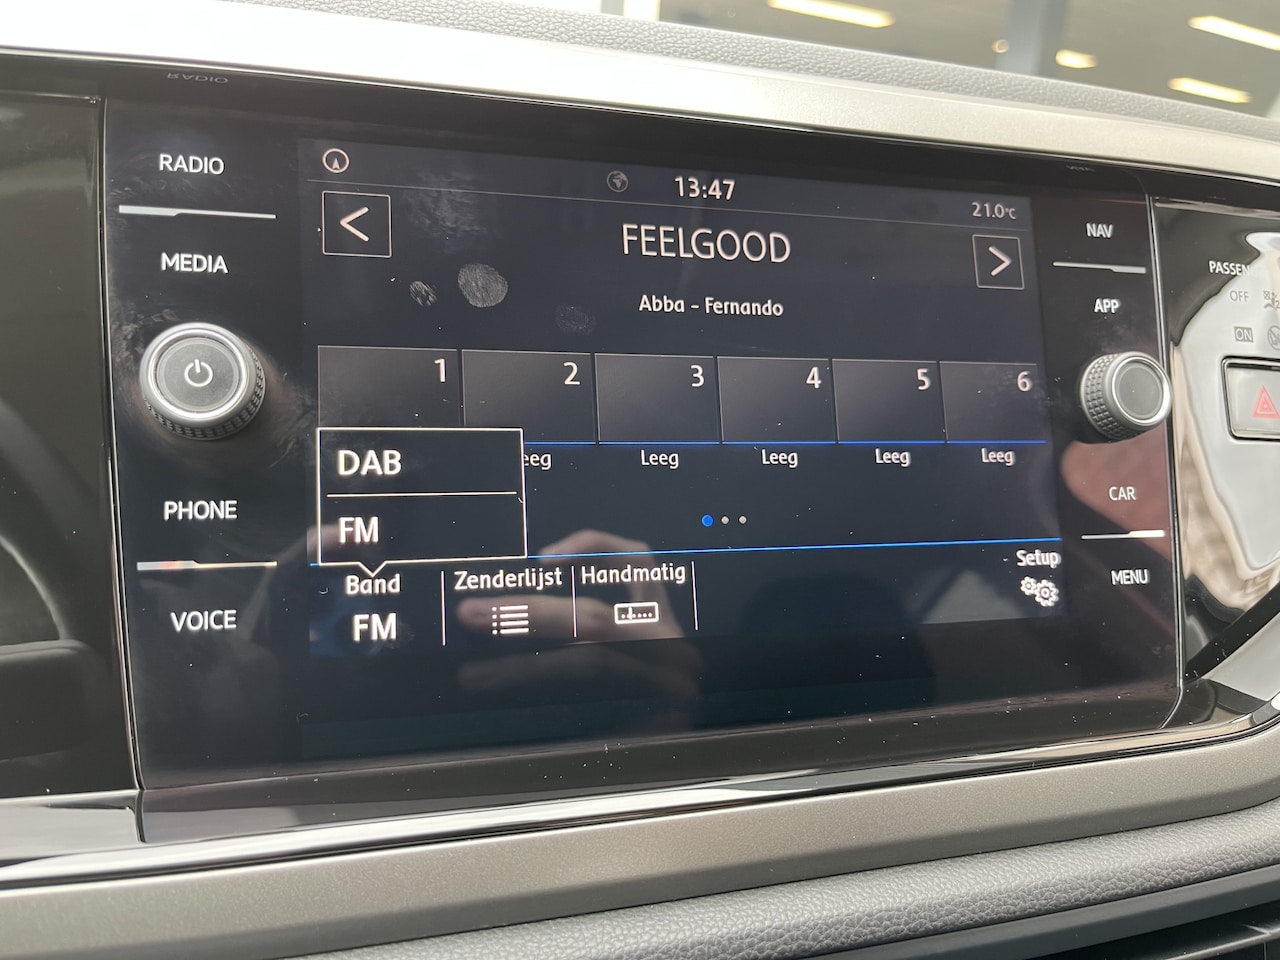 RADIO
MEDIA
PHONE
VOICE
13:47
21.0°C
<
FEELGOOD
>
Abba - Fernando
1 2 3 4 5 6
eeg Leeg Leeg Leeg Leeg
DAB
FM
Band
FM
Zenderlijst
Handmatig
Setup
NAV
APP
CAR
MENU
PASSEN
OFF
ON